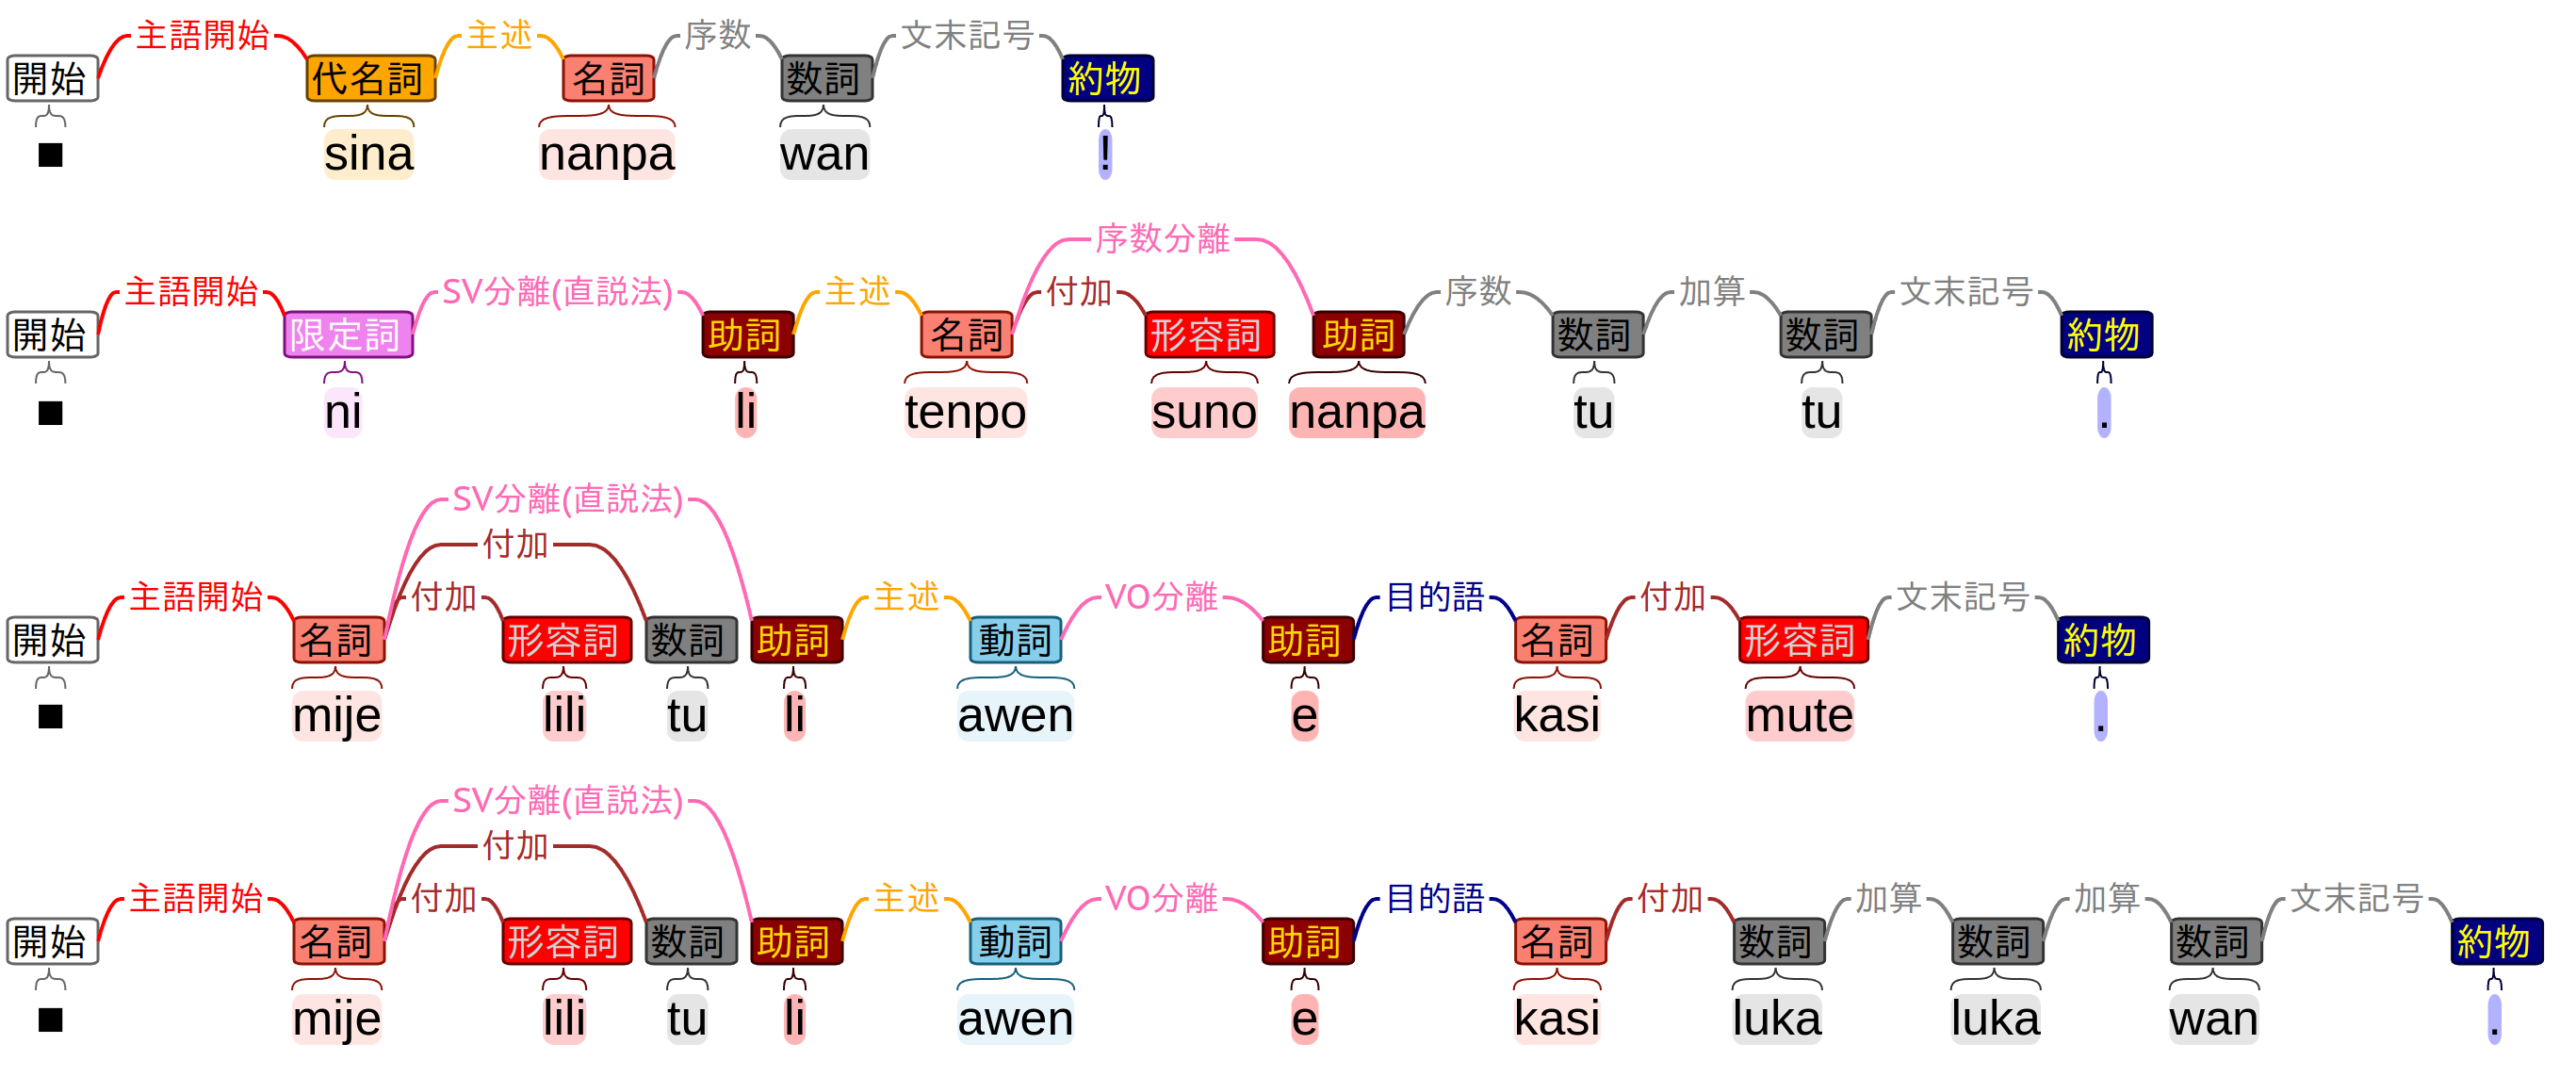 主語開始 主述 序数 文末記号
開始 代名詞 名詞 数詞 約物
■ sina nanpa wan !
序数分離
主語開始 SV分離(直説法) 主述 付加 序数 加算 文末記号
開始 限定詞 助詞 名詞 形容詞 助詞 数詞 数詞 約物
■ ni li tenpo suno nanpa tu tu .
SV分離(直説法)
付加
主語開始 付加 主述 VO分離 目的語 付加 文末記号
開始 名詞 形容詞 数詞 助詞 動詞 助詞 名詞 形容詞 約物
■ mije lili tu li awen e kasi mute .
SV分離(直説法)
付加
主語開始 付加 主述 VO分離 目的語 付加 加算 加算 文末記号
開始 名詞 形容詞 数詞 助詞 動詞 助詞 名詞 数詞 数詞 数詞 約物
■ mije lili tu li awen e kasi luka luka wan .